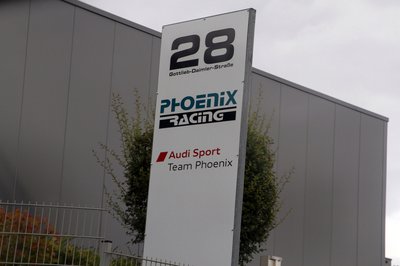 28
Gottlieb-Daimler-Straße
PHOENIX
RACING
Audi Sport
Team Phoenix